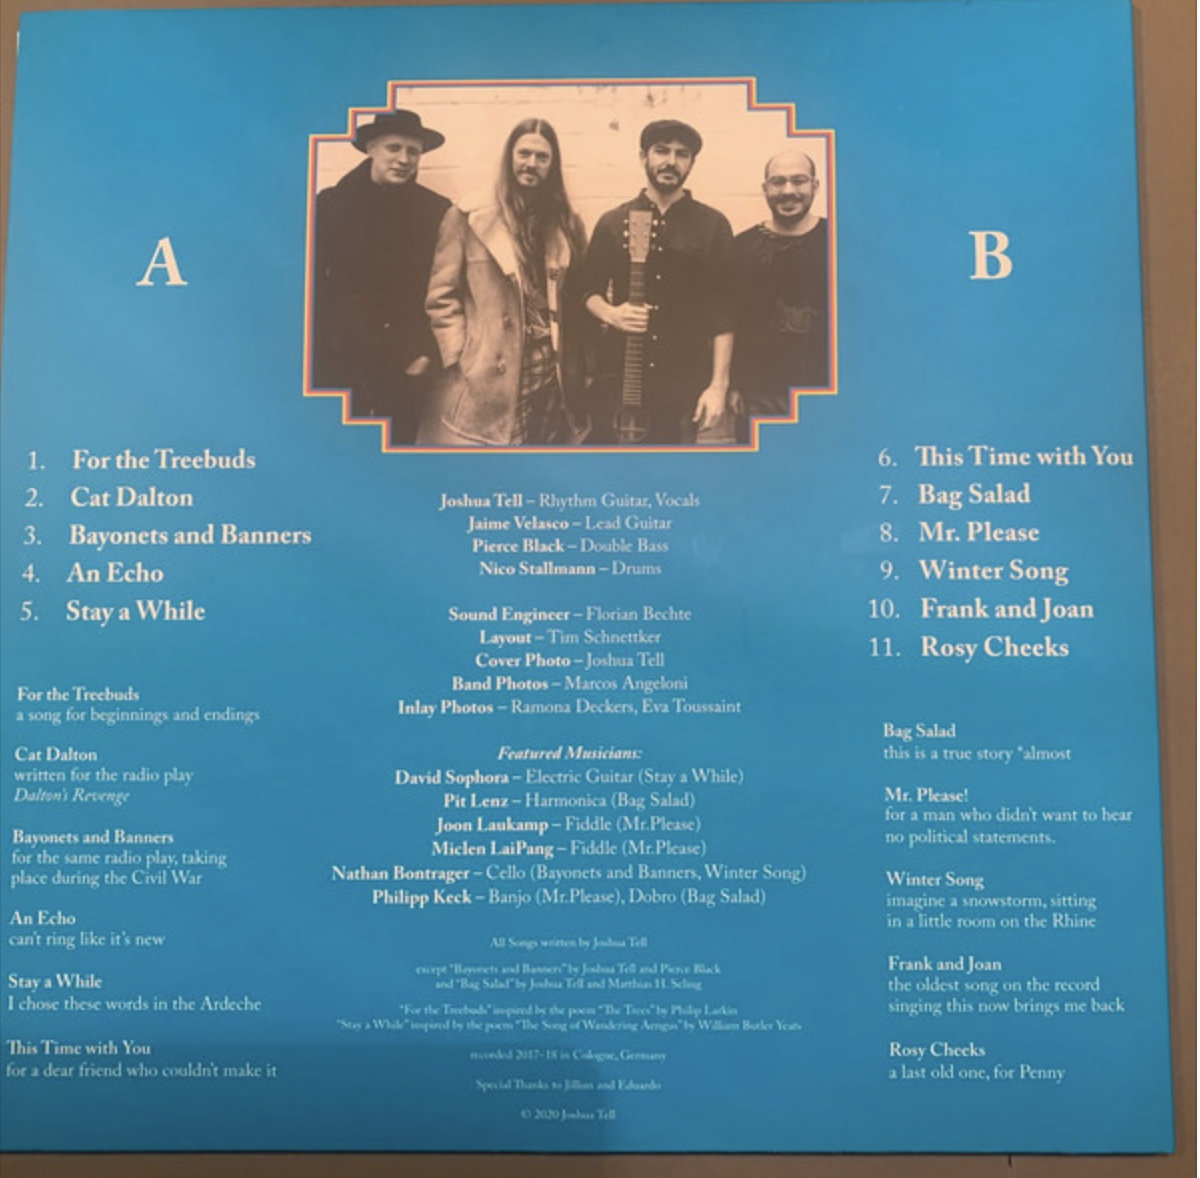 A
1. For the Treebuds
2. Cat Dalton
3. Bayonets and Banners
4. An Echo
5. Stay a While
For the Treebuds
a song for beginnings and endings
Cat Dalton
written for the radio play
Dalton's Revenge
Bayonets and Banners
for the same radio play, taking
place during the Civil War
An Echo
can't ring like it's new
Stay a While
I chose these words in the Ardeche
This Time with You
for a dear friend who couldn't make it
Joshua Tell – Rhythm Guitar, Vocals
Jaime Velasco – Lead Guitar
Pierce Black – Double Bass
Nico Stallmann – Drums
Sound Engineer – Florian Bechte
Layout – Tim Schnettker
Cover Photo – Joshua Tell
Band Photos – Marcos Angeloni
Inlay Photos – Ramona Deckers, Eva Toussaint
Featured Musicians:
David Sophora – Electric Guitar (Stay a While)
Pit Lenz – Harmonica (Bag Salad)
Joon Laukamp – Fiddle (Mr.Please)
Miclen LaiPang – Fiddle (Mr.Please)
Nathan Bontrager – Cello (Bayonets and Banners, Winter Song)
Philipp Keck – Banjo (Mr.Please), Dobro (Bag Salad)
All Songs written by Joshua Tell
except "Bayonets and Banners" by Joshua Tell and Pierce Black
and "Bag Salad" by Joshua Tell and Matthias H. Seling
"For the Treebuds" inspired by the poem "The Trees" by Philip Larkin
"Stay a While" inspired by the poem "The Song of Wandering Aengus" by William Butler Yeats
recorded 2017–18 in Cologne, Germany
Special Thanks to Jillian and Eduardo
© 2020 Joshua Tell
B
6. This Time with You
7. Bag Salad
8. Mr. Please
9. Winter Song
10. Frank and Joan
11. Rosy Cheeks
Bag Salad
this is a true story *almost
Mr. Please!
for a man who didn't want to hear
no political statements.
Winter Song
imagine a snowstorm, sitting
in a little room on the Rhine
Frank and Joan
the oldest song on the record
singing this now brings me back
Rosy Cheeks
a last old one, for Penny